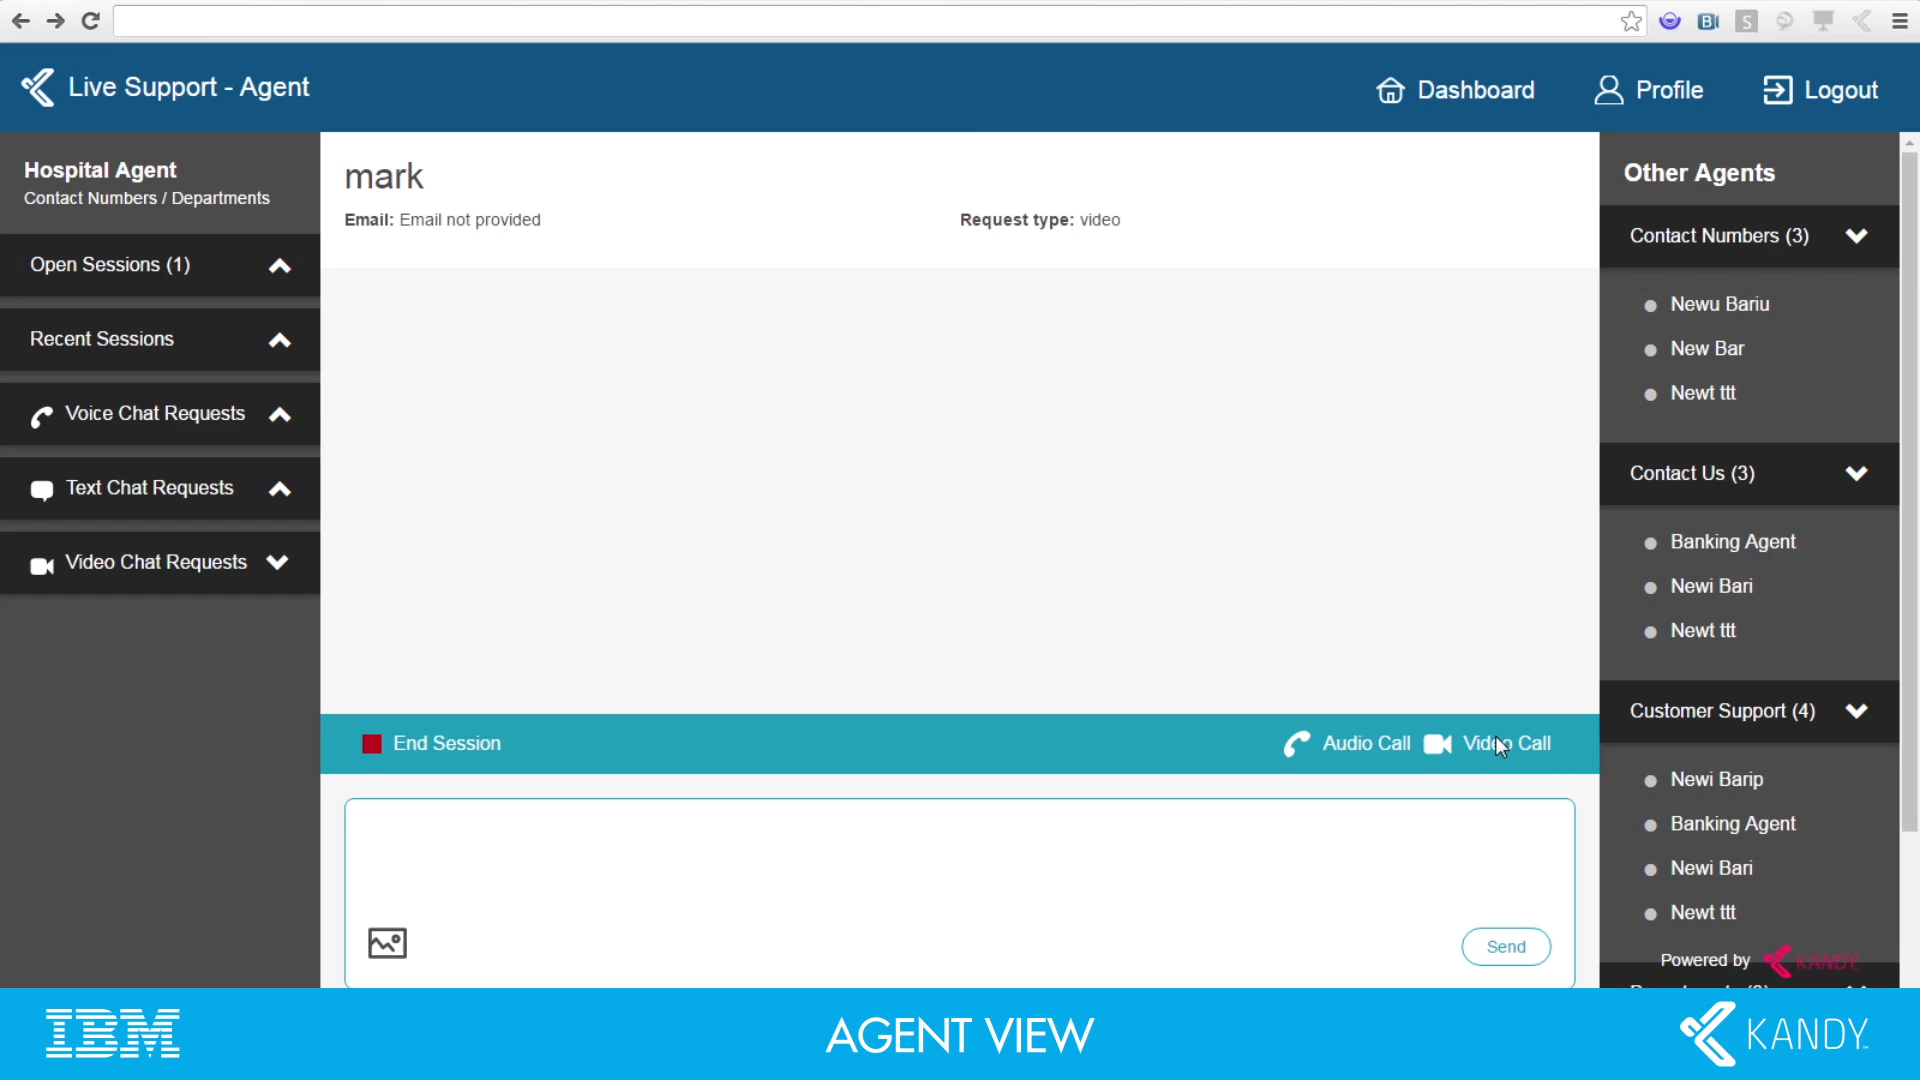 Live Support - Agent
Dashboard
Profile
Logout
Hospital Agent
Contact Numbers / Departments
Open Sessions (1)
Recent Sessions
Voice Chat Requests
Text Chat Requests
Video Chat Requests
mark
Email: Email not provided
Request type: video
End Session
Audio Call
Video Call
Send
Other Agents
Contact Numbers (3)
Newu Bariu
New Bar
Newt ttt
Contact Us (3)
Banking Agent
Newi Bari
Newt ttt
Customer Support (4)
Newi Barip
Banking Agent
Newi Bari
Newt ttt
Powered by KANDY
IBM
AGENT VIEW
KANDY